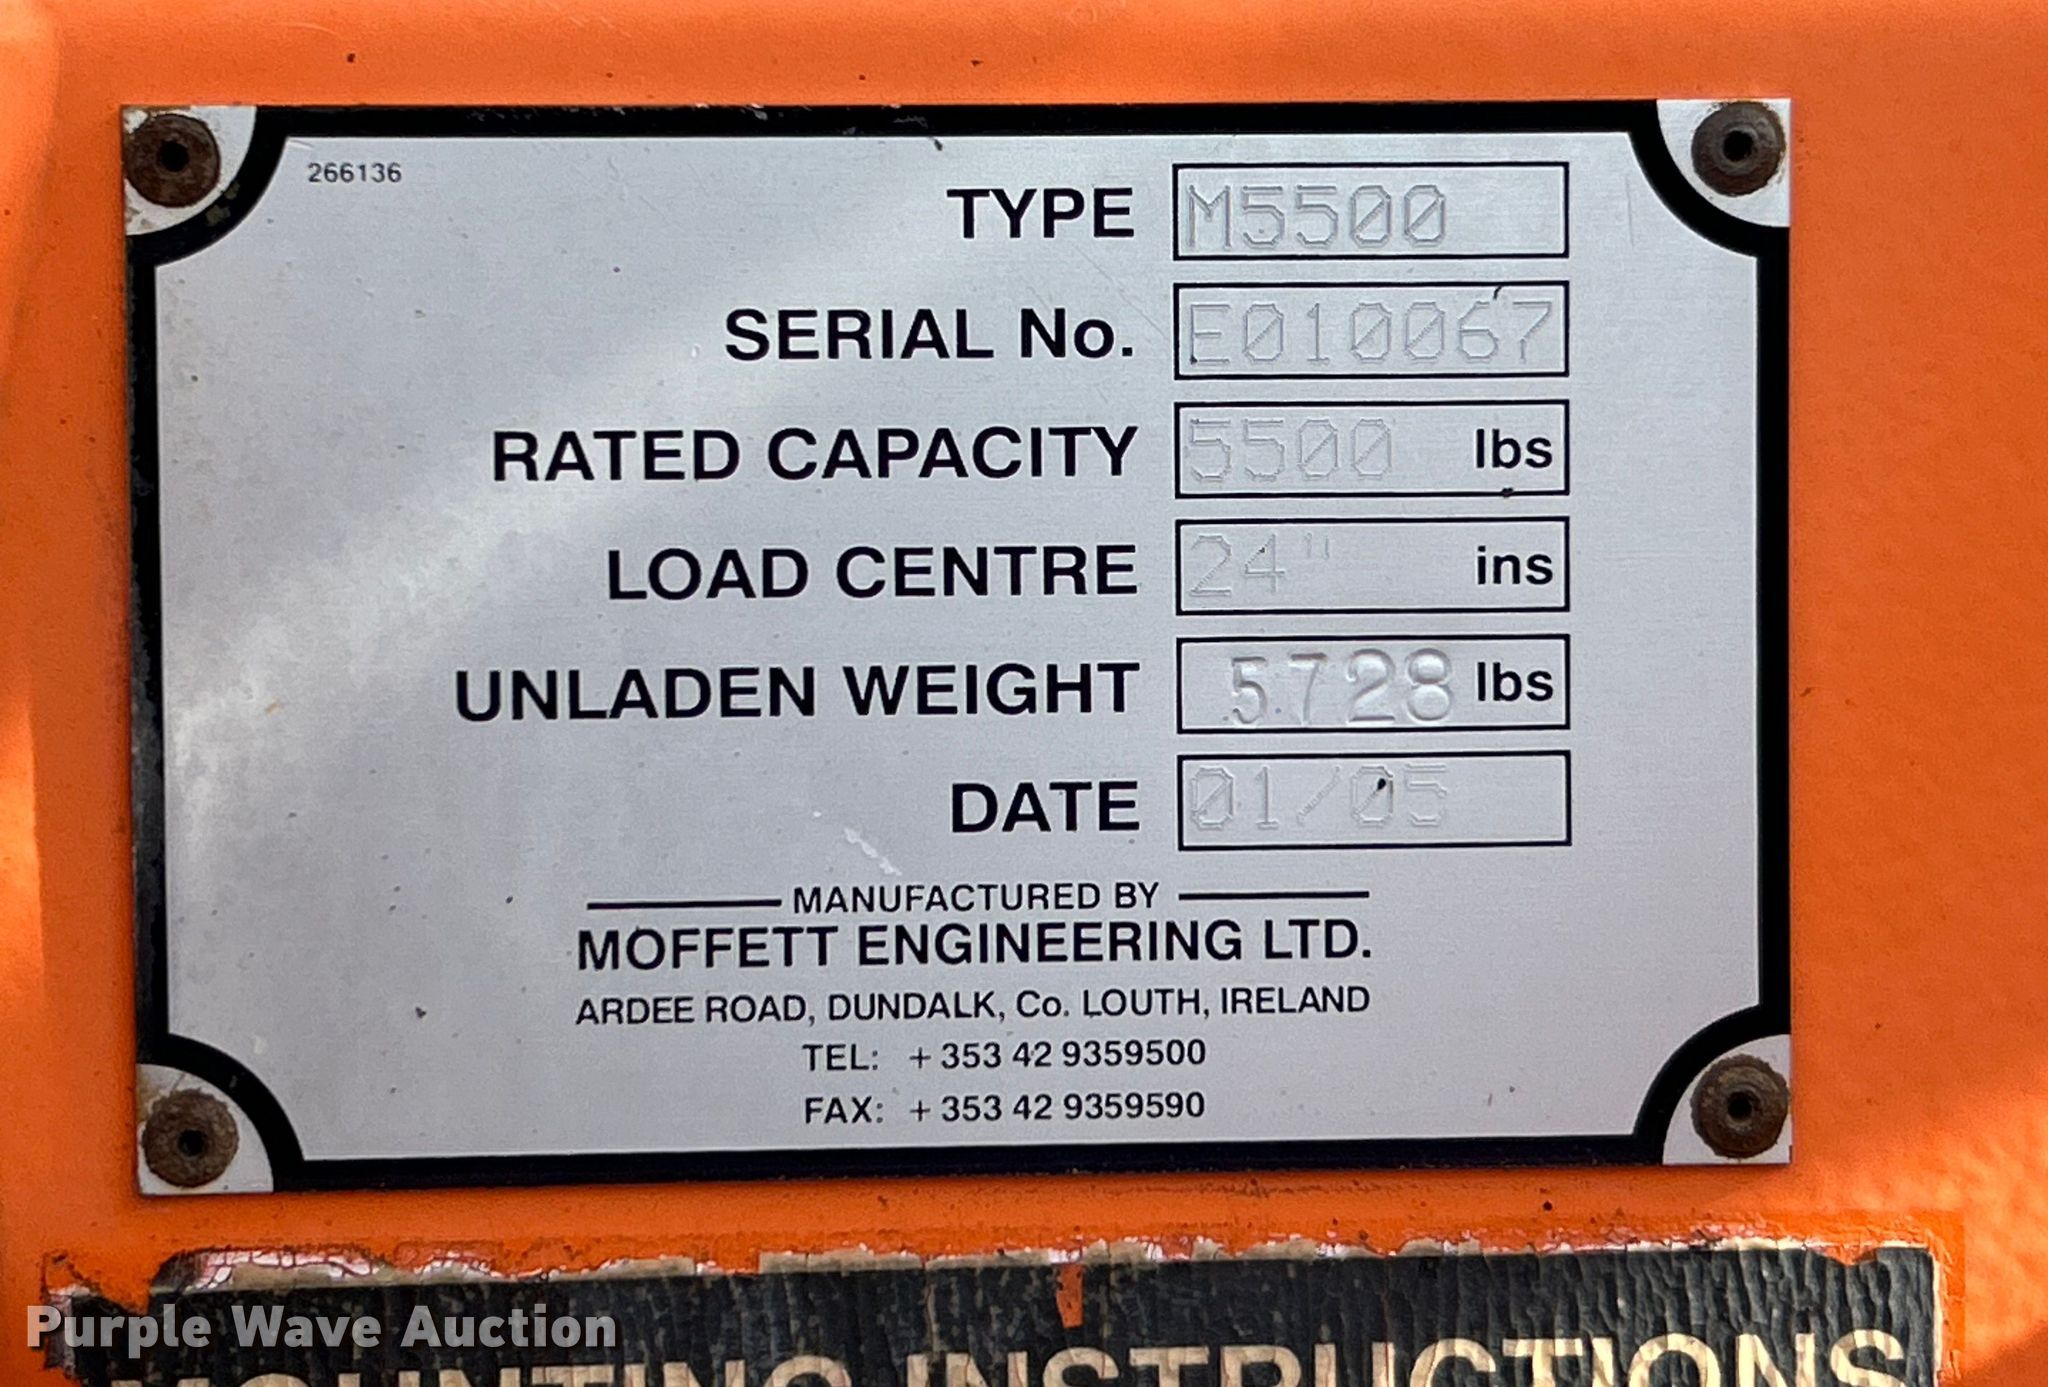 266136
TYPE M5500
SERIAL No. E010067
RATED CAPACITY 5500 lbs
LOAD CENTRE 24" ins
UNLADEN WEIGHT 5728 lbs
DATE 01/05
MANUFACTURED BY
MOFFETT ENGINEERING LTD.
ARDEE ROAD, DUNDALK, Co. LOUTH, IRELAND
TEL: + 353 42 9359500
FAX: + 353 42 9359590
Purple Wave Auction
MOUNTING INSTRUCTIONS